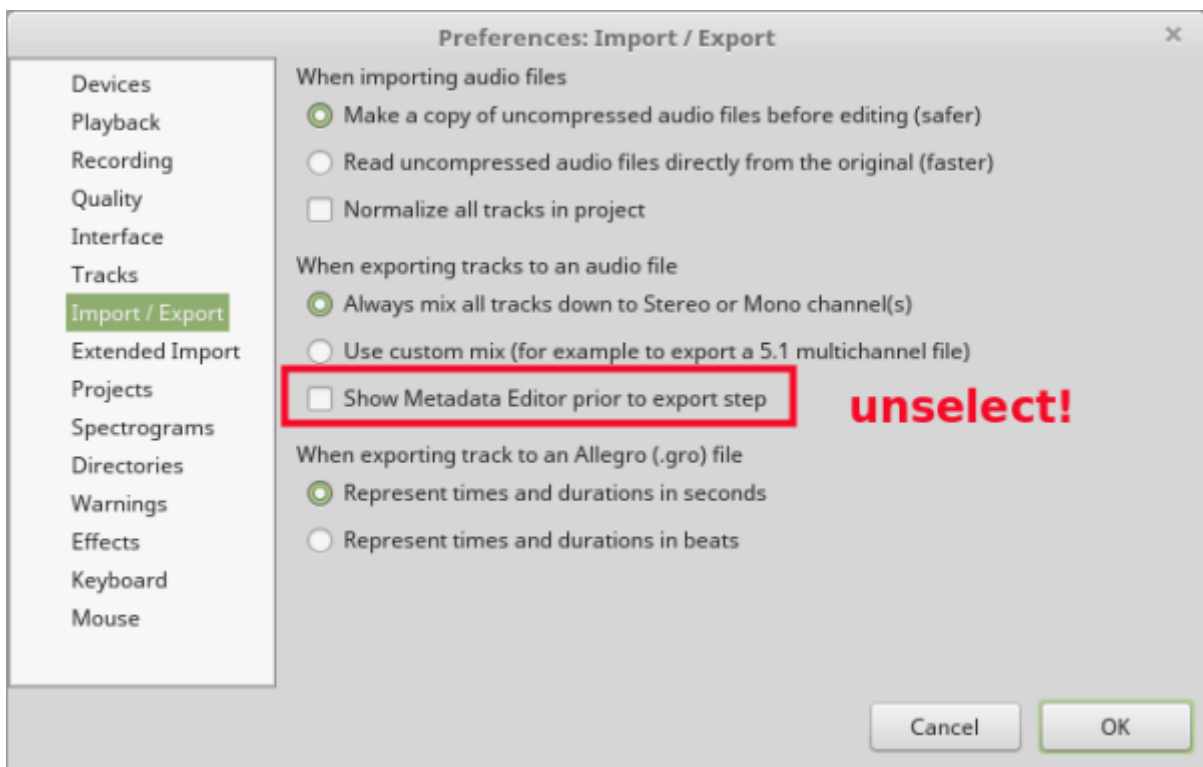 Preferences: Import / Export
Devices
Playback
Recording
Quality
Interface
Tracks
Import / Export
Extended Import
Projects
Spectrograms
Directories
Warnings
Effects
Keyboard
Mouse
When importing audio files
Make a copy of uncompressed audio files before editing (safer)
Read uncompressed audio files directly from the original (faster)
Normalize all tracks in project
When exporting tracks to an audio file
Always mix all tracks down to Stereo or Mono channel(s)
Use custom mix (for example to export a 5.1 multichannel file)
Show Metadata Editor prior to export step
unselect!
When exporting track to an Allegro (.gro) file
Represent times and durations in seconds
Represent times and durations in beats
Cancel
OK